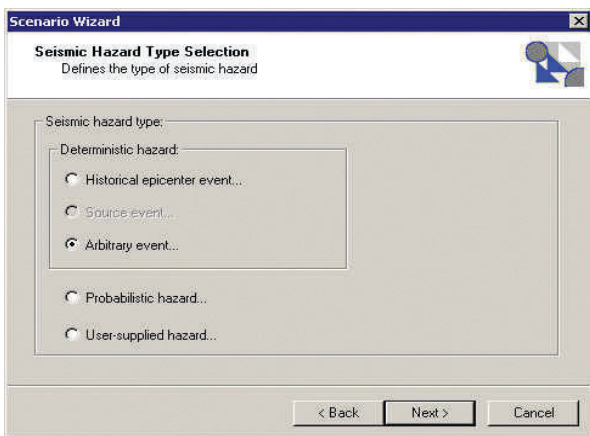 Scenario Wizard
Seismic Hazard Type Selection
Defines the type of seismic hazard
Seismic hazard type:
Deterministic hazard:
Historical epicenter event...
Source event...
Arbitrary event...
Probabilistic hazard...
User-supplied hazard...
< Back Next > Cancel